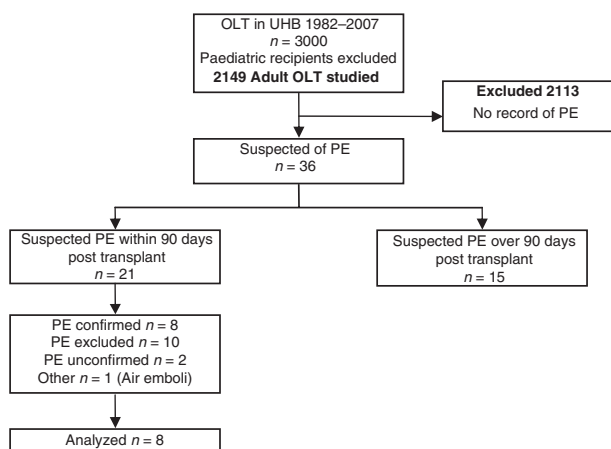 OLT in UHB 1982–2007
n = 3000
Paediatric recipients excluded
2149 Adult OLT studied
Excluded 2113
No record of PE
Suspected of PE
n = 36
Suspected PE within 90 days
post transplant
n = 21
Suspected PE over 90 days
post transplant
n = 15
PE confirmed n = 8
PE excluded n = 10
PE unconfirmed n = 2
Other n = 1 (Air emboli)
Analyzed n = 8